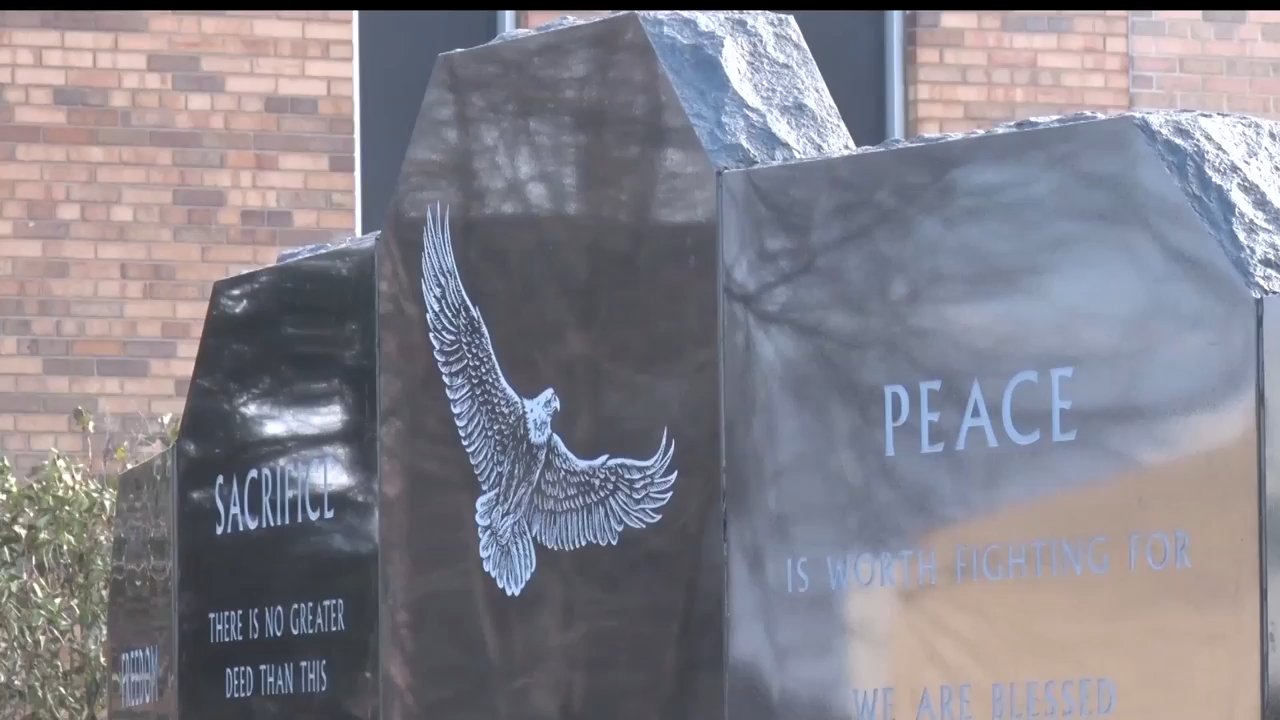 FREEDOM
SACRIFICE
THERE IS NO GREATER
DEED THAN THIS
PEACE
IS WORTH FIGHTING FOR
WE ARE BLESSED